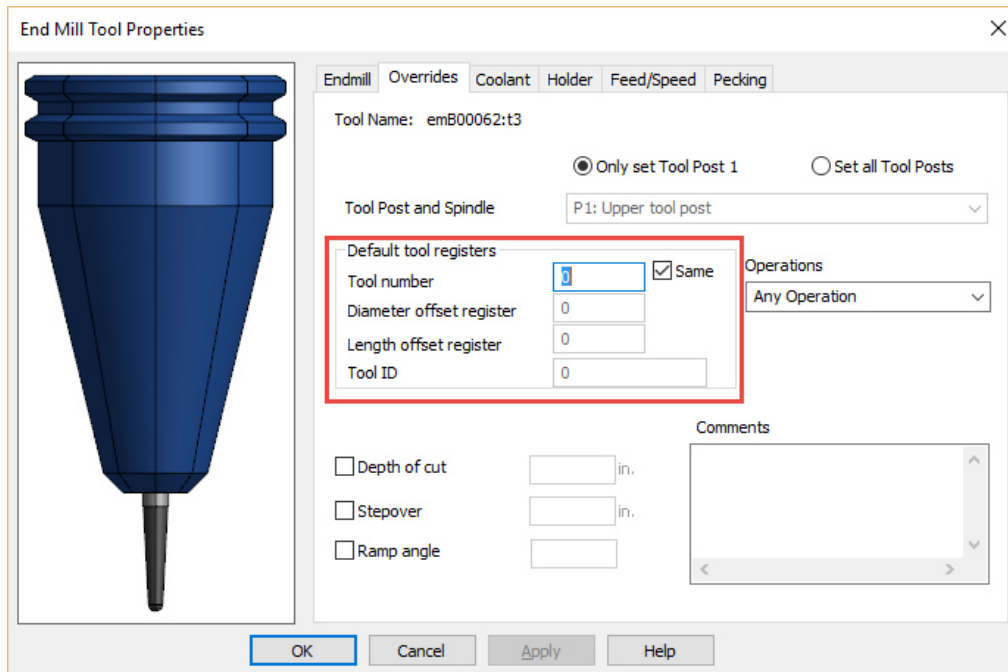 End Mill Tool Properties
Endmill Overrides Coolant Holder Feed/Speed Pecking
Tool Name: emB00062:t3
Only set Tool Post 1 Set all Tool Posts
Tool Post and Spindle P1: Upper tool post
Default tool registers
Tool number 0 Same
Operations
Any Operation
Diameter offset register 0
Length offset register 0
Tool ID 0
Comments
Depth of cut in.
Stepover in.
Ramp angle
OK Cancel Apply Help